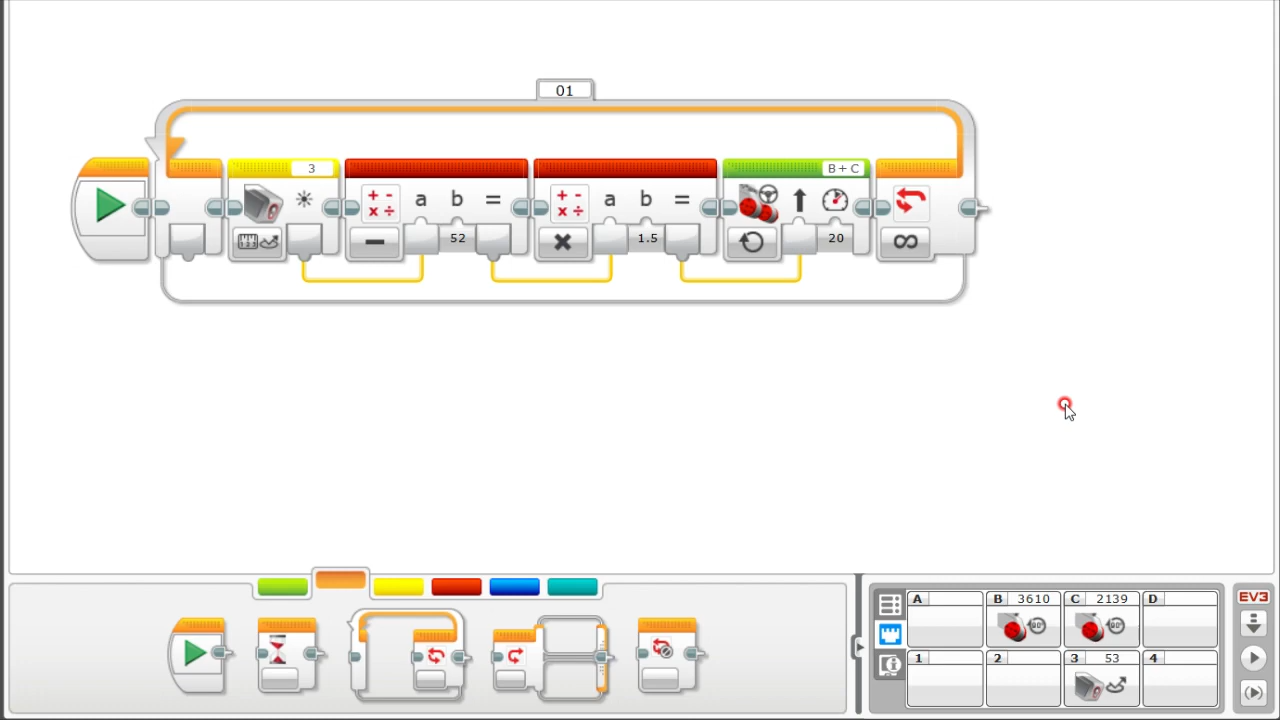 01
3
B + C
a b =
a b =
52
1.5
20
EV3
A
B 3610
C 2139
D
1
2
3 53
4